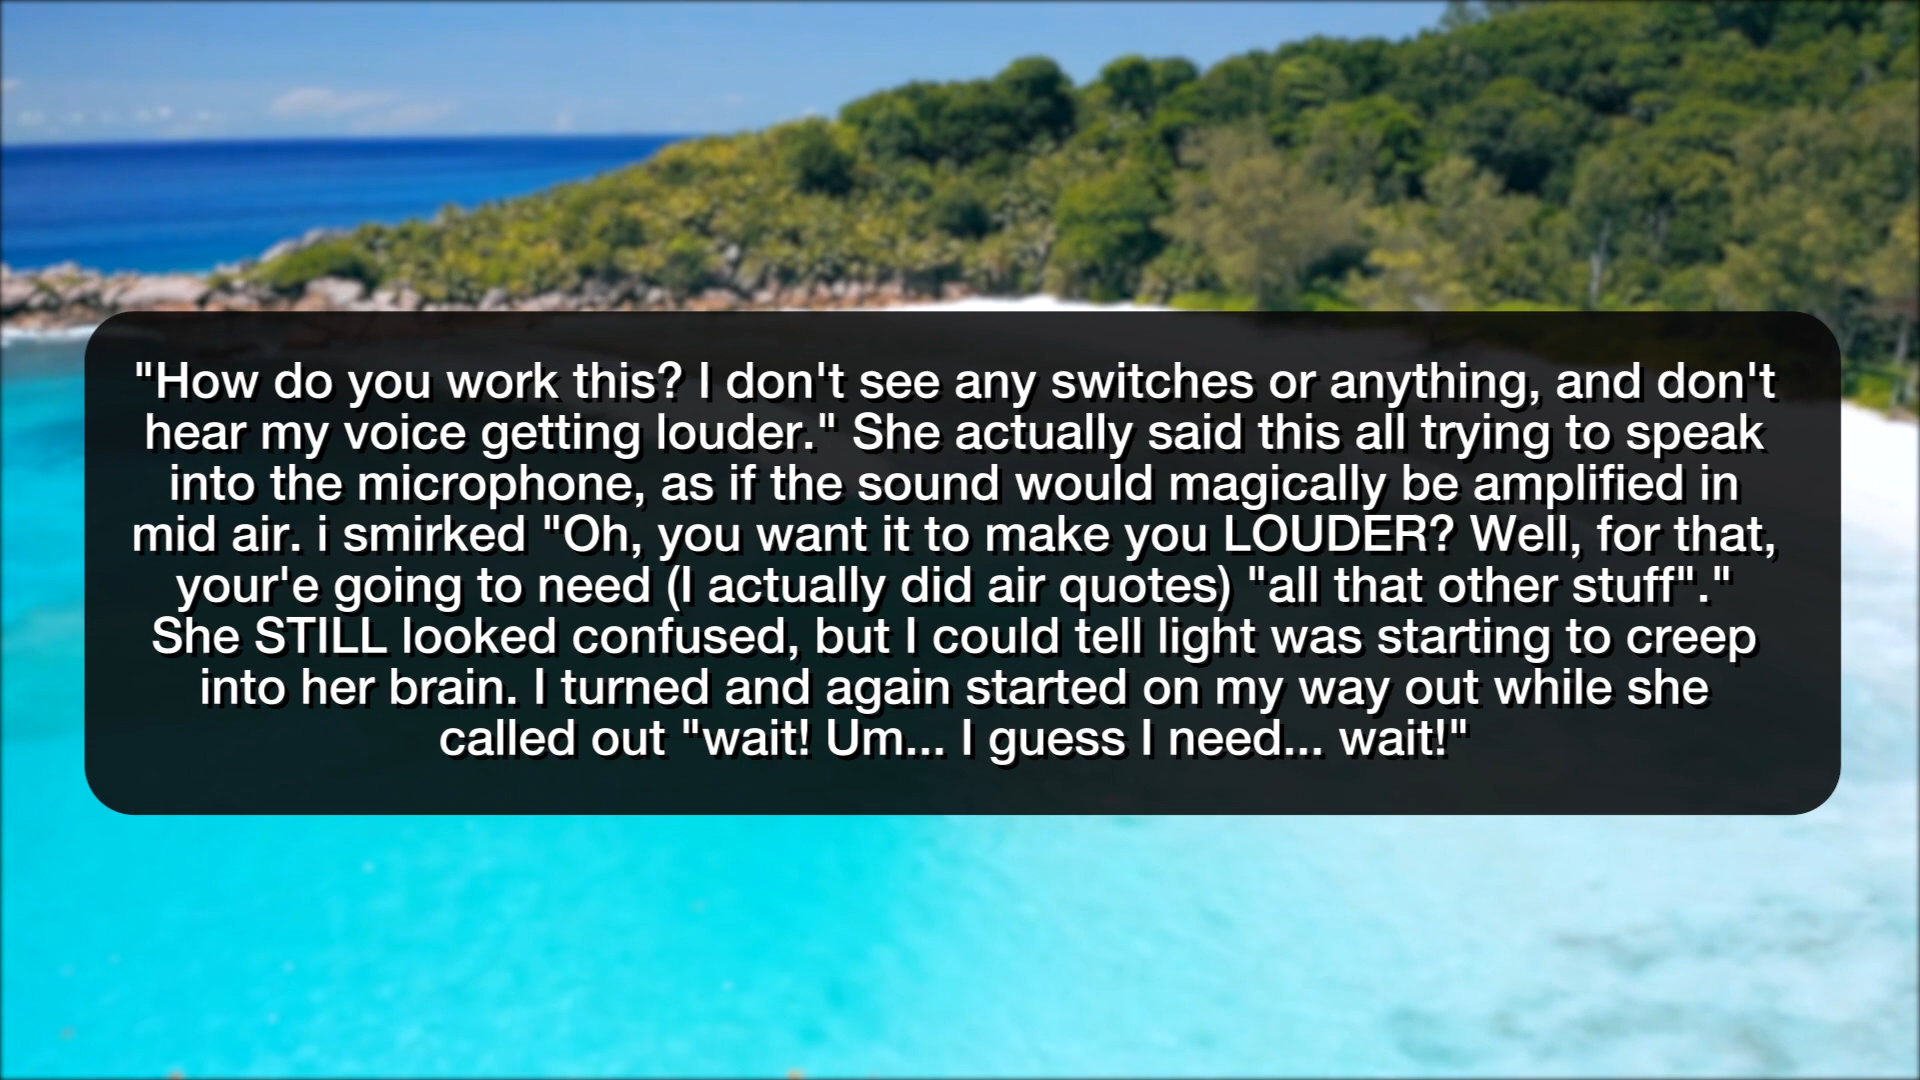 "How do you work this? I don't see any switches or anything, and don't
hear my voice getting louder." She actually said this all trying to speak
into the microphone, as if the sound would magically be amplified in
mid air. i smirked "Oh, you want it to make you LOUDER? Well, for that,
your'e going to need (I actually did air quotes) "all that other stuff"."
She STILL looked confused, but I could tell light was starting to creep
into her brain. I turned and again started on my way out while she
called out "wait! Um... I guess I need... wait!"